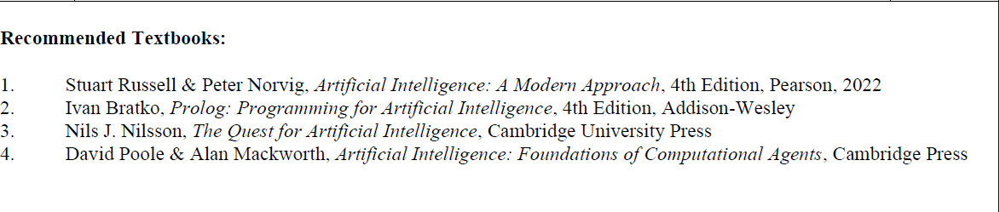 Recommended Textbooks:
1. Stuart Russell & Peter Norvig, Artificial Intelligence: A Modern Approach, 4th Edition, Pearson, 2022
2. Ivan Bratko, Prolog: Programming for Artificial Intelligence, 4th Edition, Addison-Wesley
3. Nils J. Nilsson, The Quest for Artificial Intelligence, Cambridge University Press
4. David Poole & Alan Mackworth, Artificial Intelligence: Foundations of Computational Agents, Cambridge Press